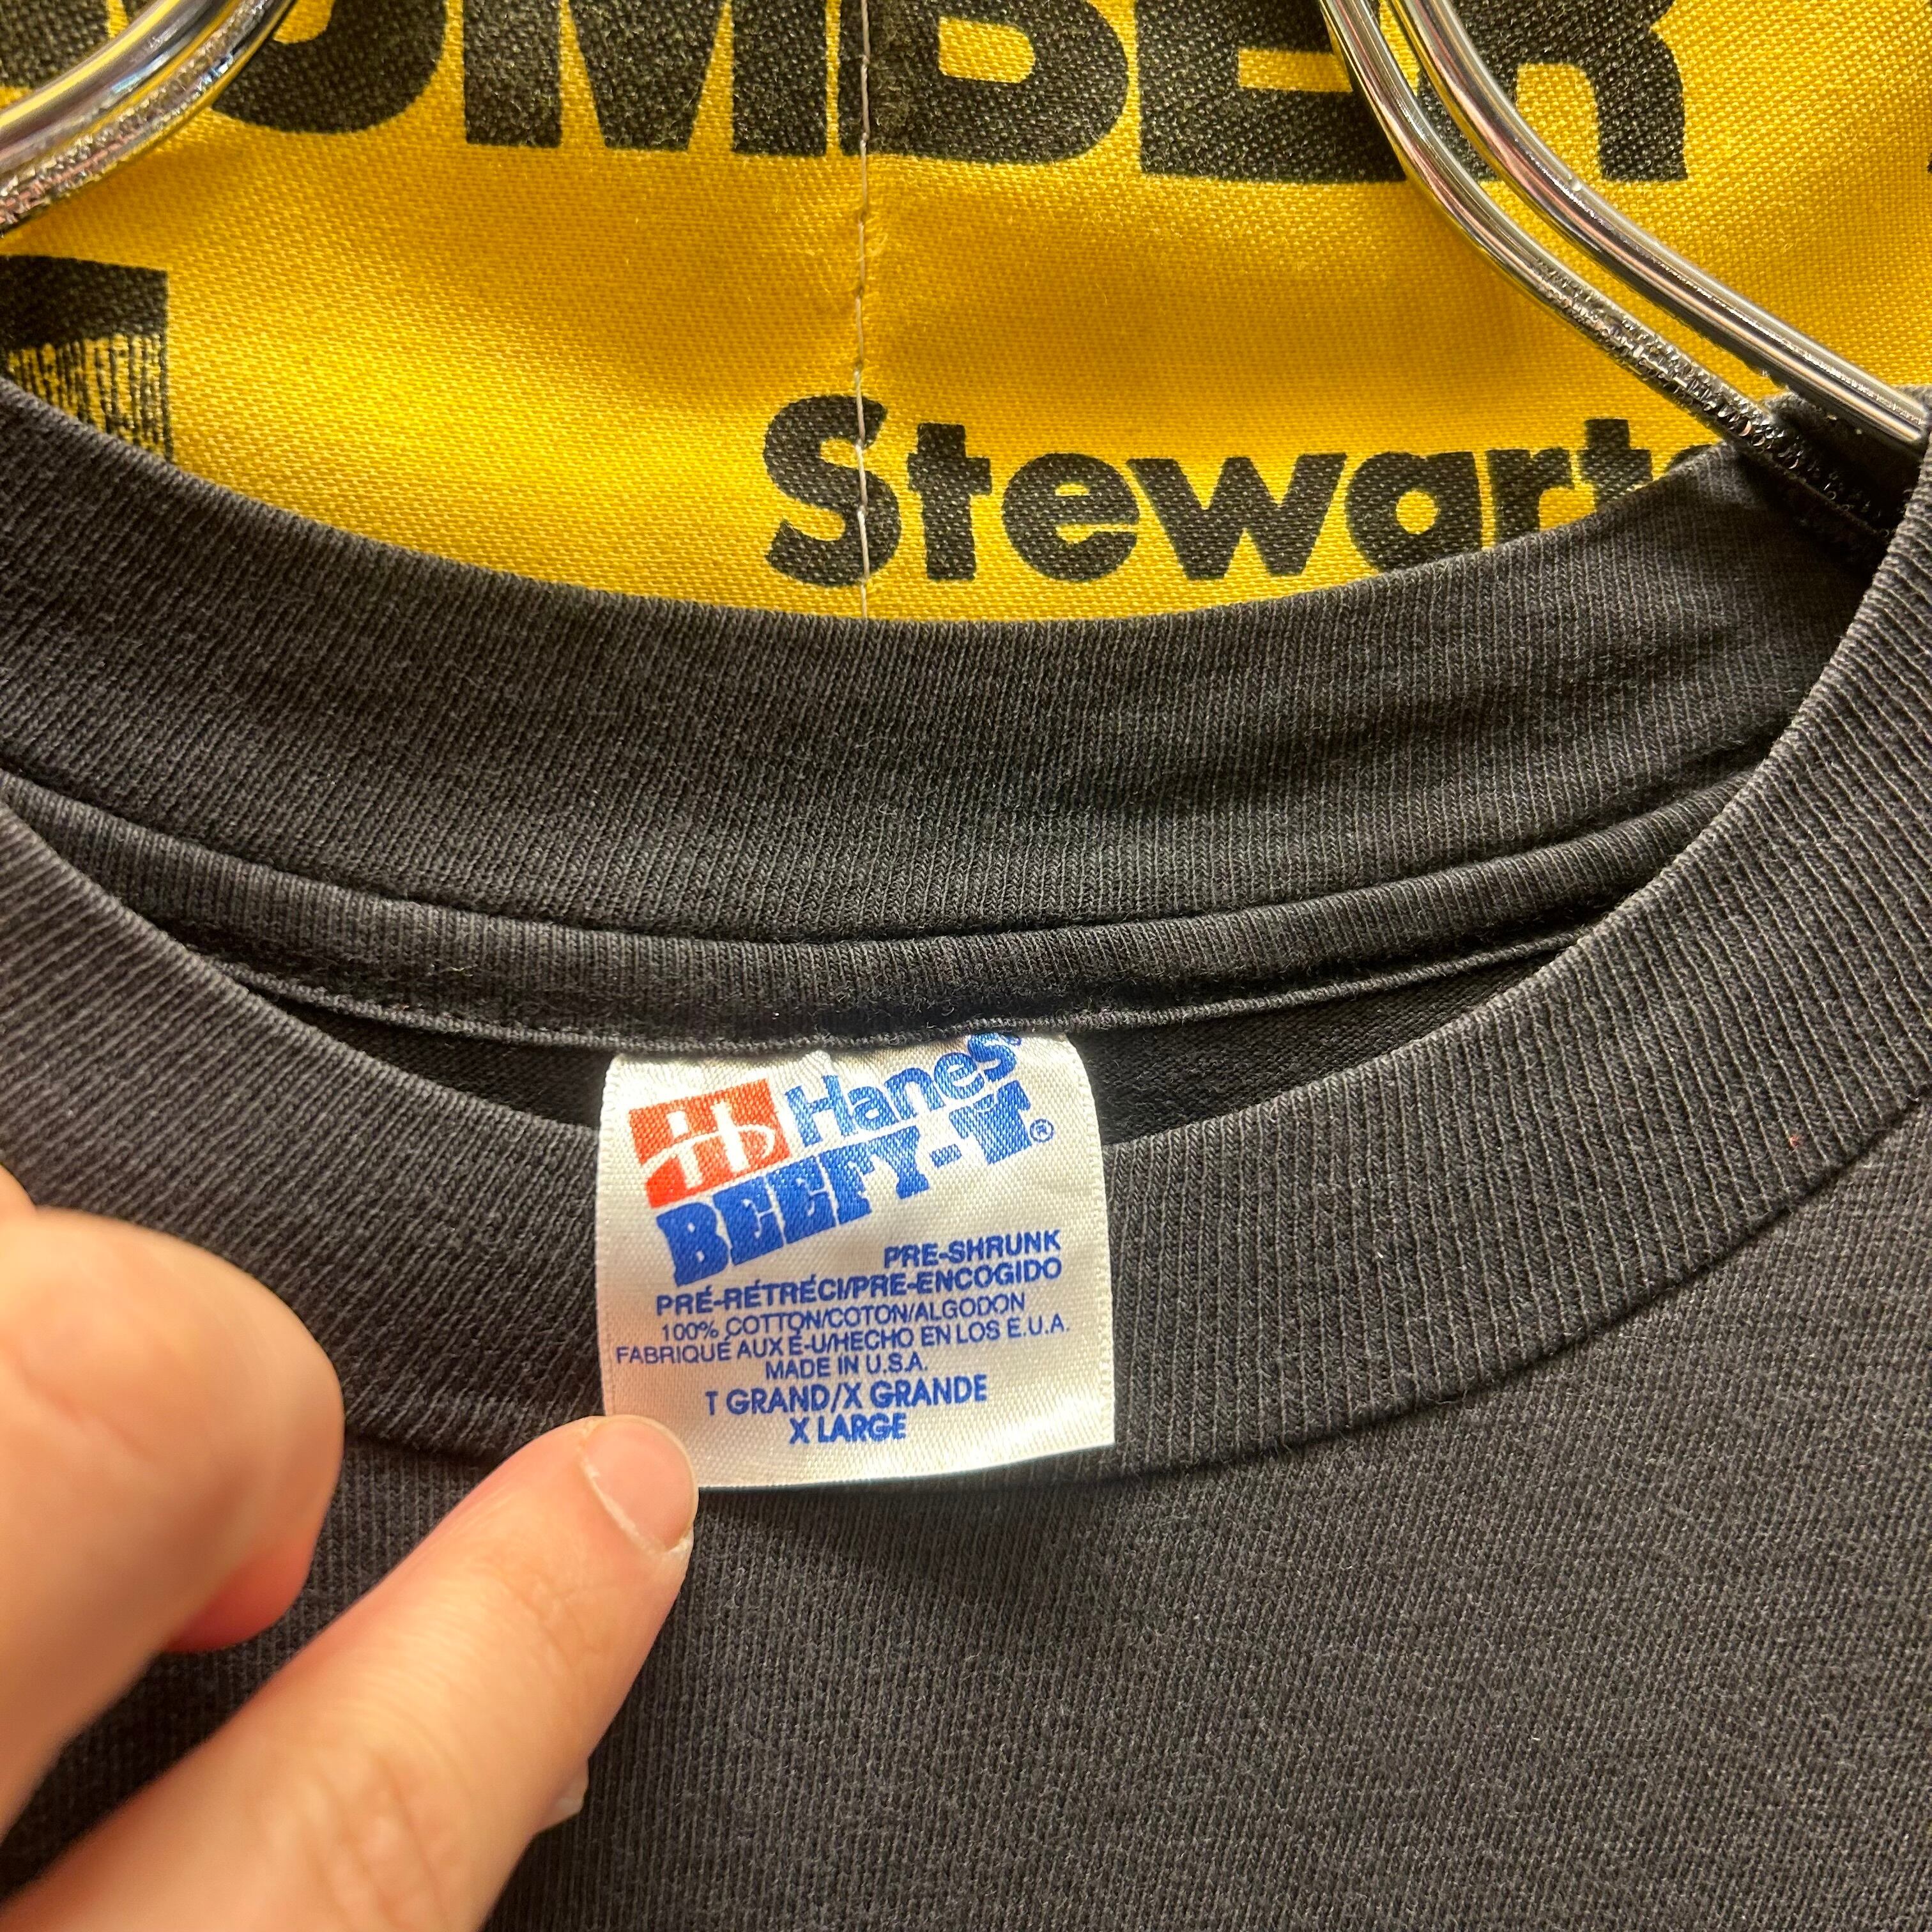 Stewart
Hanes
BEEFY-T®
PRE-SHRUNK
PRÉ-RÉTRÉCI/PRE-ENCOGIDO
100% COTTON/COTON/ALGODON
FABRIQUÉ AUX É-U/HECHO EN LOS E.U.A.
MADE IN U.S.A.
T GRAND/X GRANDE
X LARGE